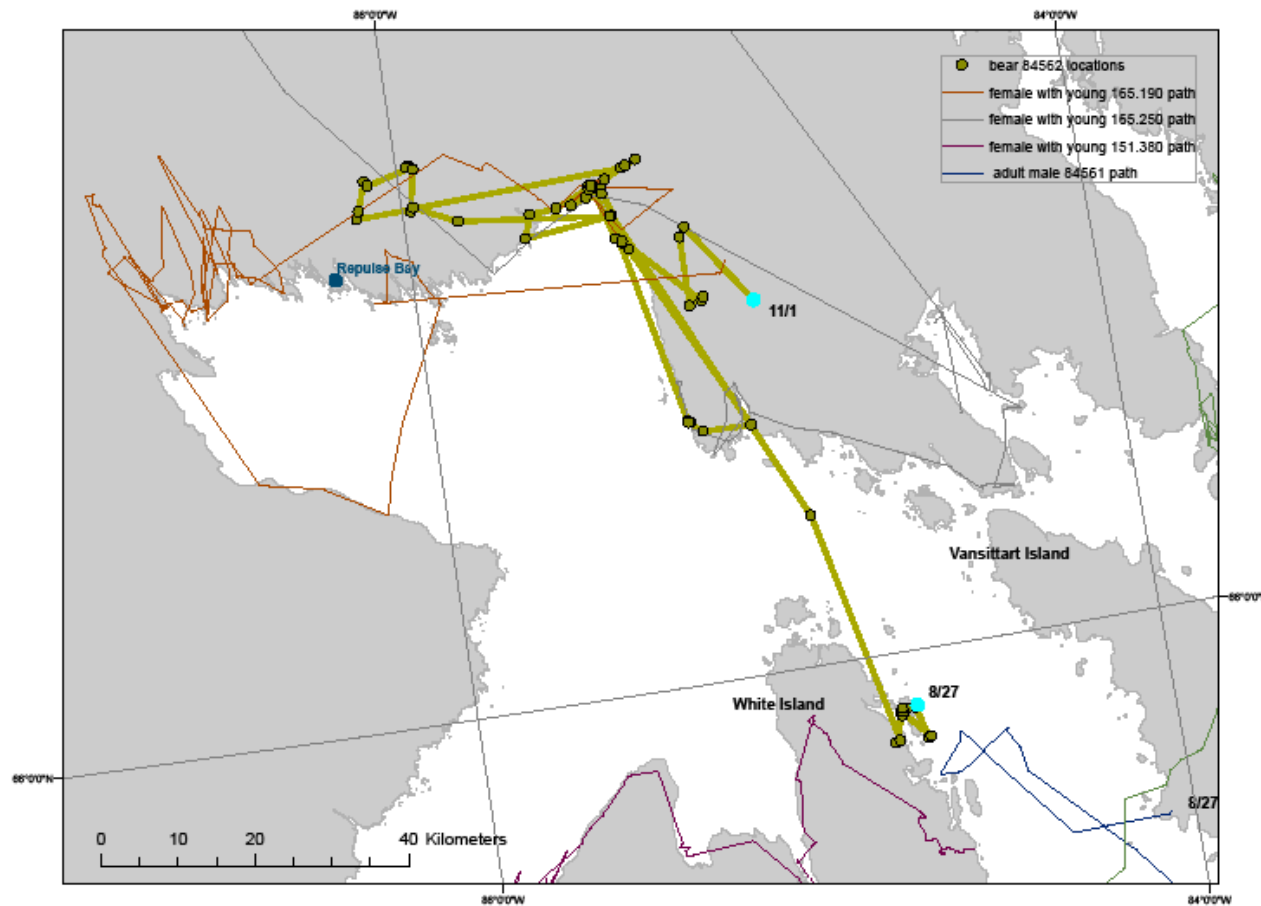 86°0'0"W
84°0'0"W
bear 84562 locations
female with young 165.190 path
female with young 165.250 path
female with young 151.380 path
adult male 84561 path
Repulse Bay
11/1
Vansittart Island
66°0'0"
8/27
White Island
66°0'0"N
8/27
0 10 20 40 Kilometers
86°0'0"W
84°0'0"W